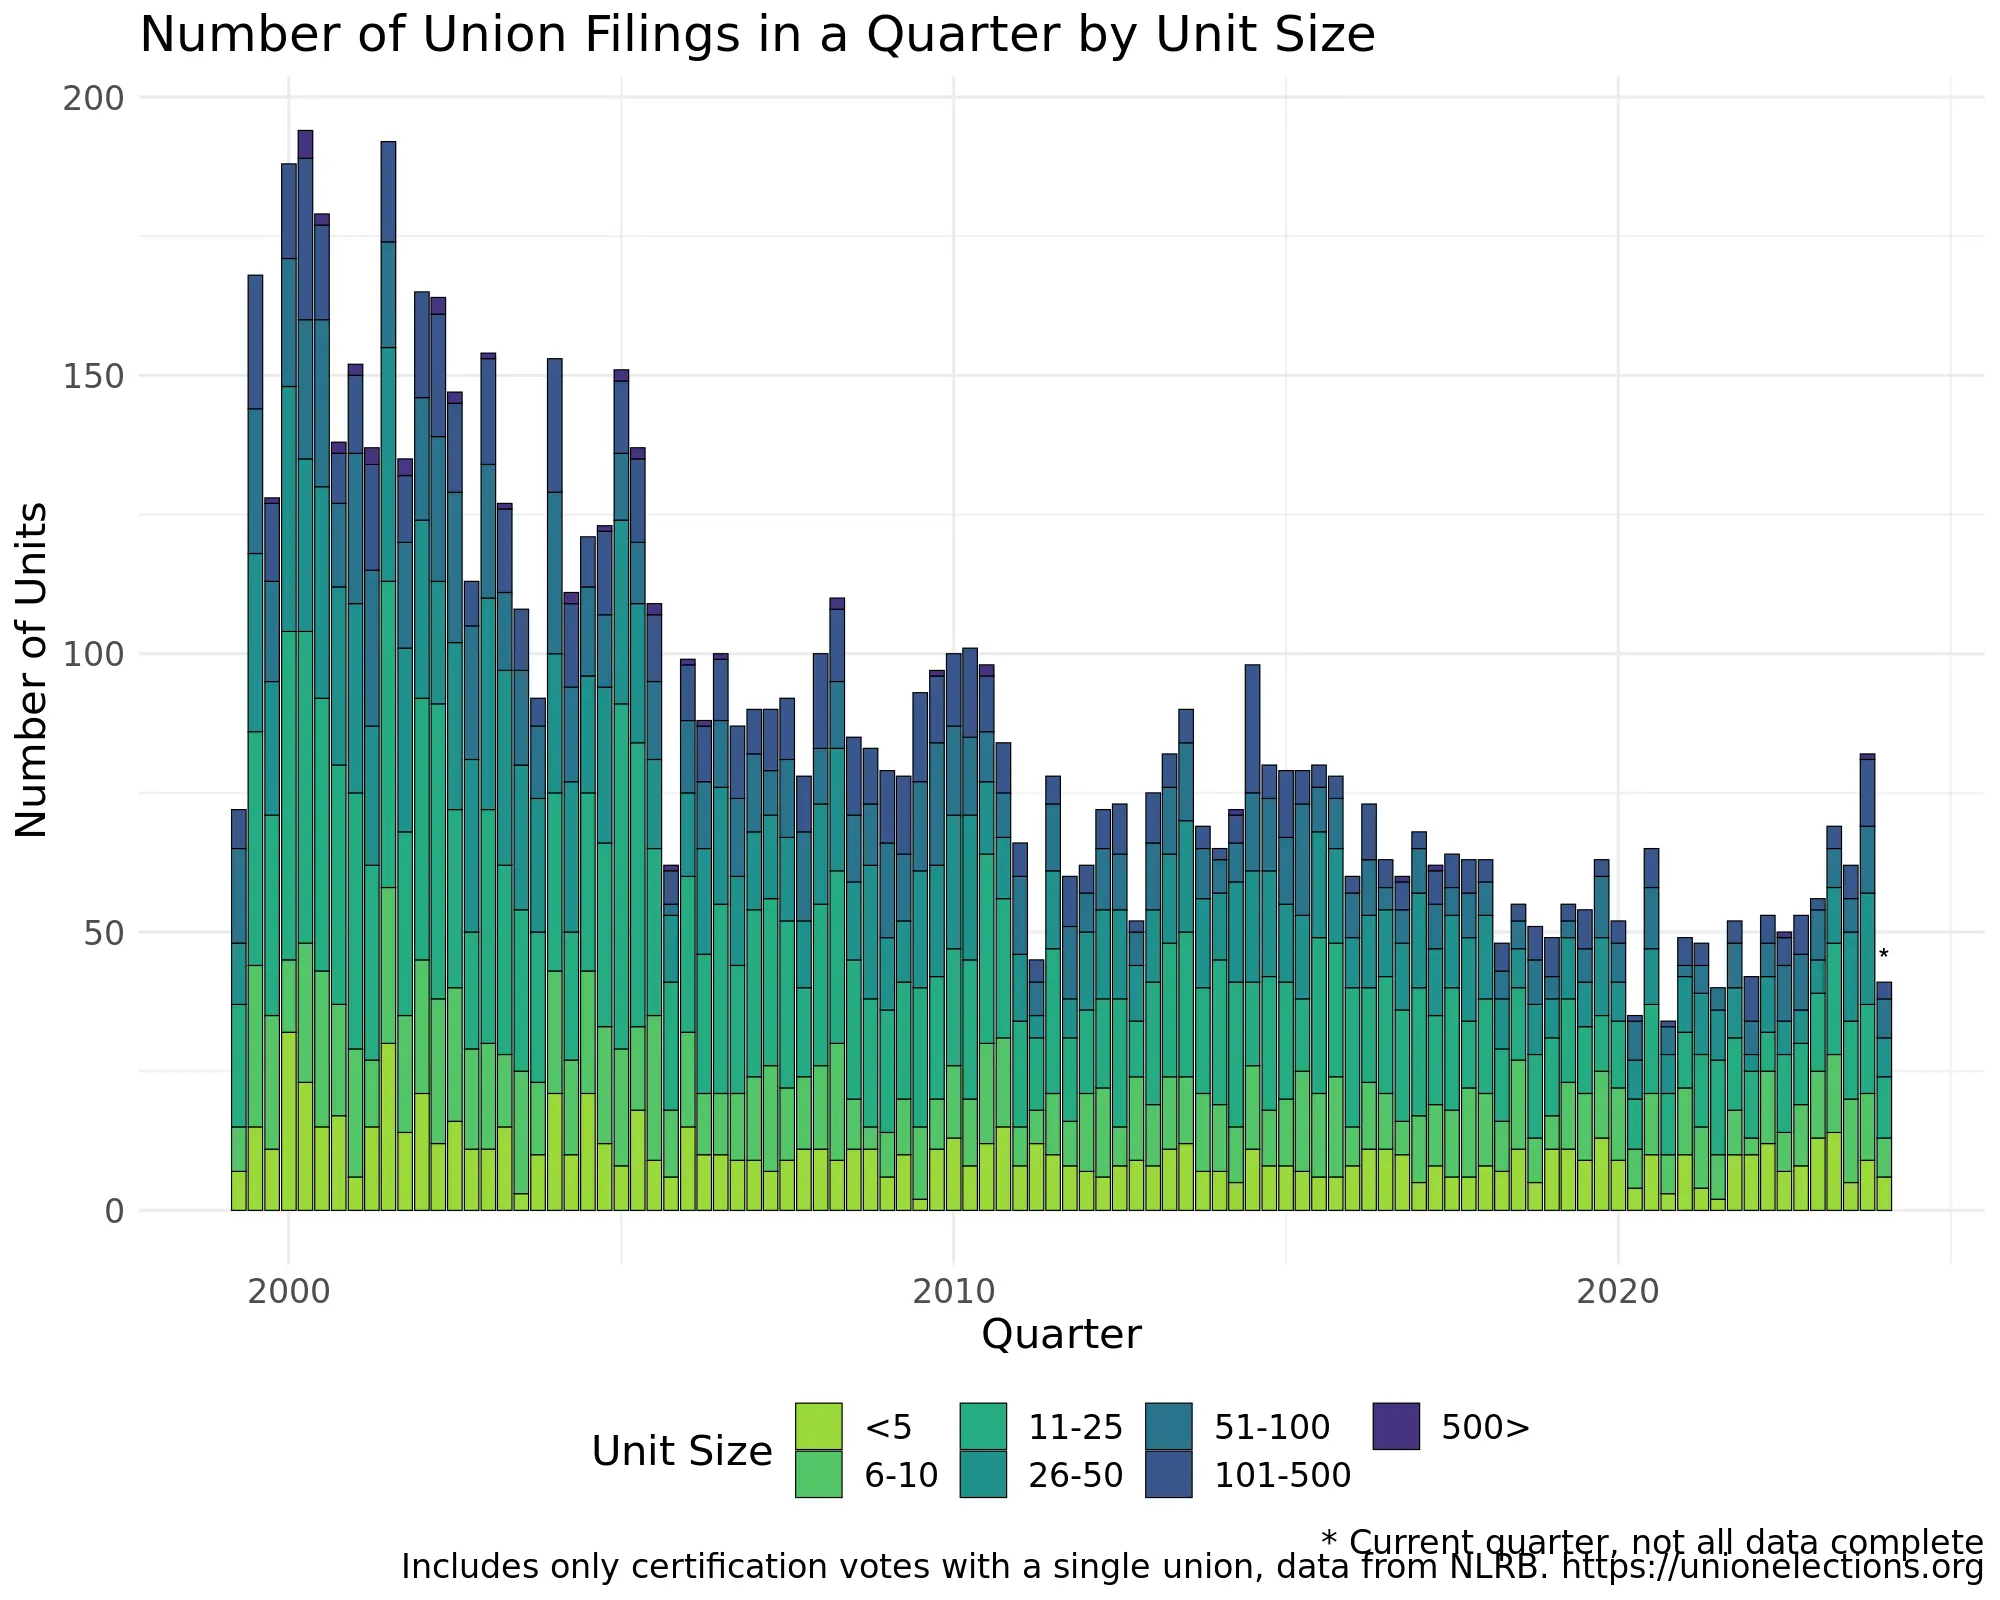 Number of Union Filings in a Quarter by Unit Size
Number of Units
200
150
100
50
0
*
2000 2010 2020
Quarter
Unit Size
<5 11-25 51-100 500>
6-10 26-50 101-500
* Current quarter, not all data complete
Includes only certification votes with a single union, data from NLRB. https://unionelections.org